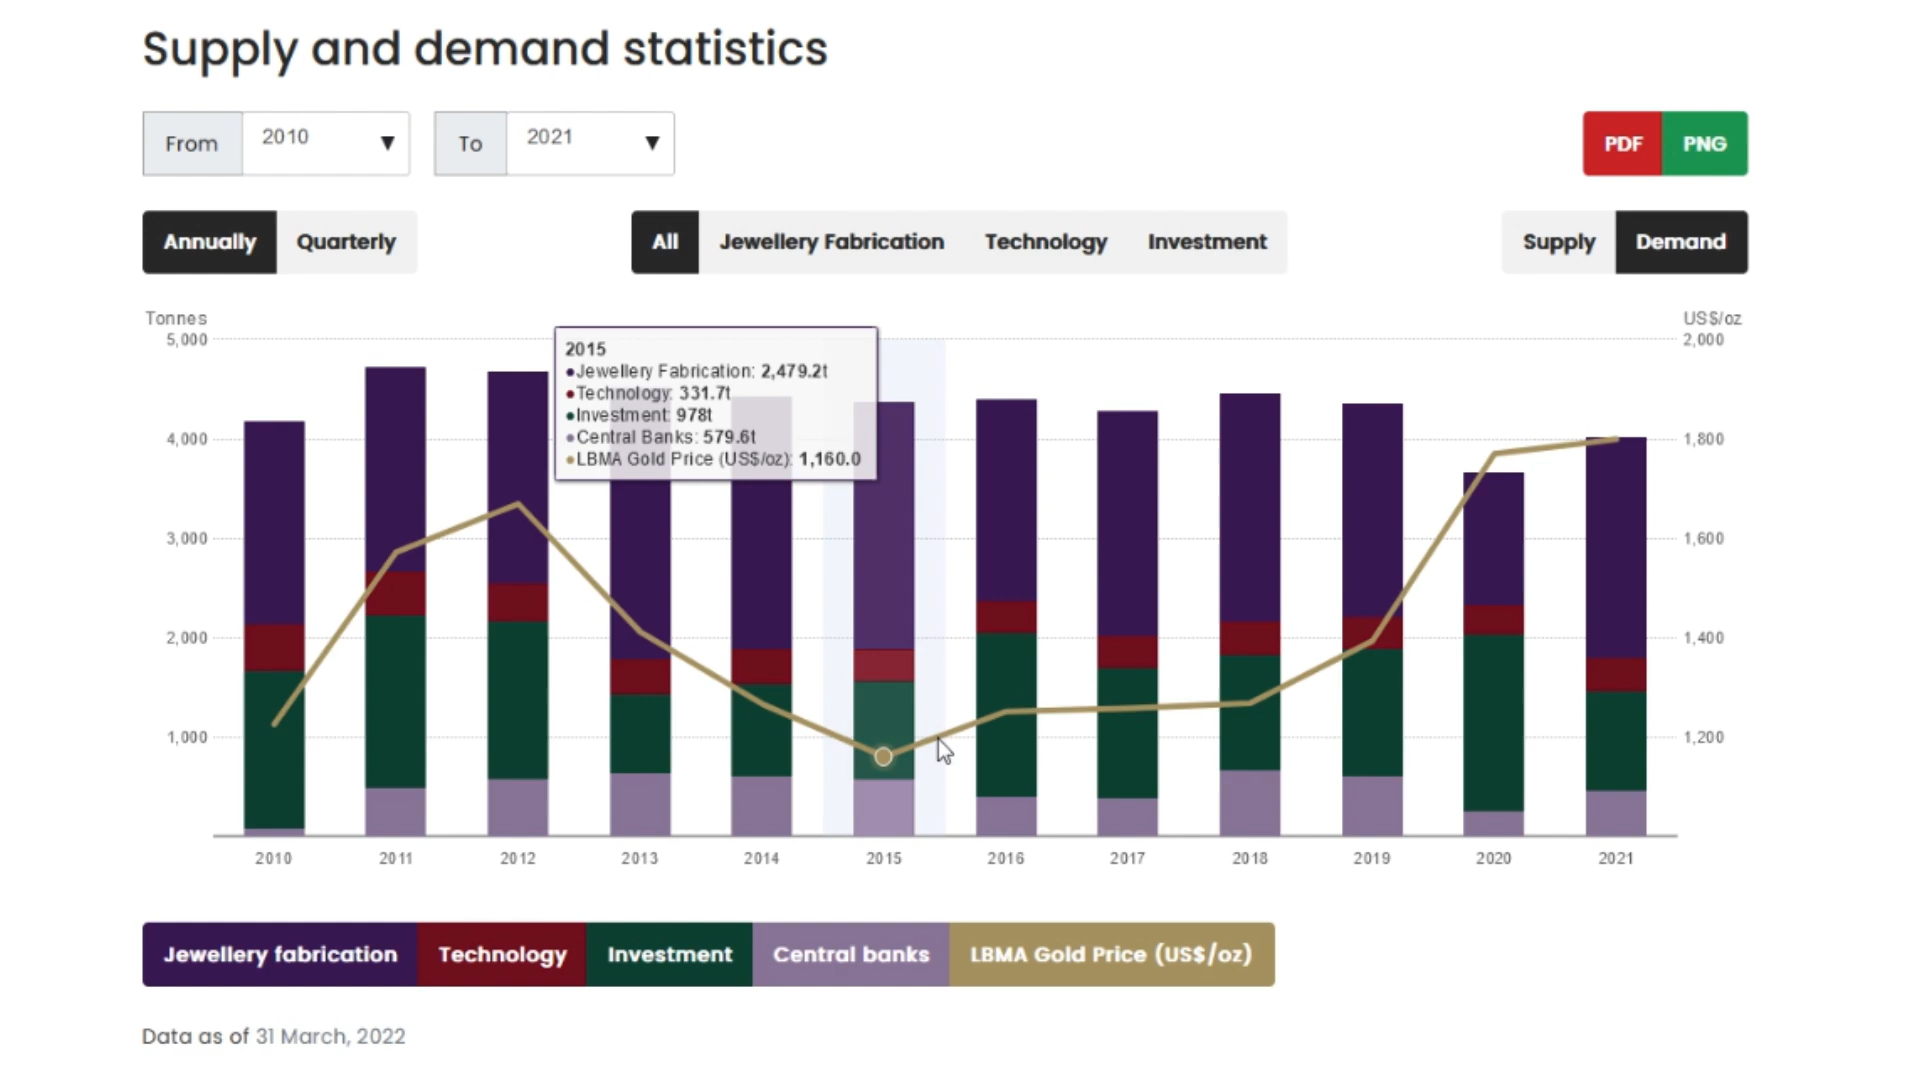 Supply and demand statistics
From 2010 ▼ To 2021 ▼ PDF PNG
Annually Quarterly All Jewellery Fabrication Technology Investment Supply Demand
Tonnes US$/oz
5,000 2,000
2015
•Jewellery Fabrication: 2,479.2t
•Technology: 331.7t
•Investment: 978t
•Central Banks: 579.6t
•LBMA Gold Price (US$/oz): 1,160.0
4,000 1,800
3,000 1,600
2,000 1,400
1,000 1,200
2010 2011 2012 2013 2014 2015 2016 2017 2018 2019 2020 2021
Jewellery fabrication Technology Investment Central banks LBMA Gold Price (US$/oz)
Data as of 31 March, 2022